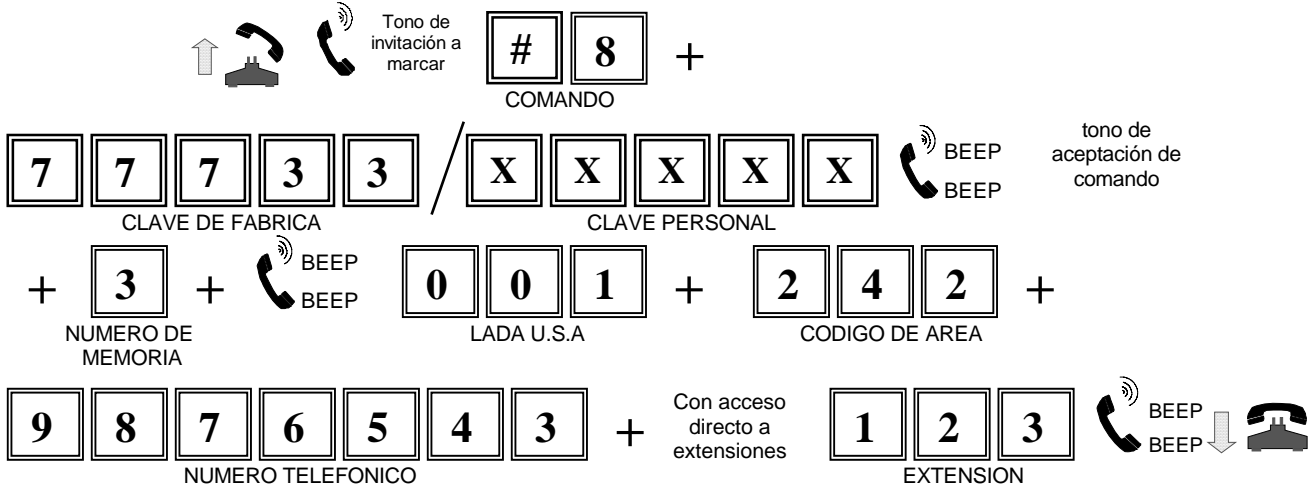 Tono de
invitación a
marcar
# 8 +
COMANDO
7 7 7 3 3 / X X X X X
BEEP
BEEP
tono de
aceptación de
comando
CLAVE DE FABRICA
CLAVE PERSONAL
+ 3 +
BEEP
BEEP
0 0 1 + 2 4 2 +
NUMERO DE
MEMORIA
LADA U.S.A
CODIGO DE AREA
9 8 7 6 5 4 3 +
Con acceso
directo a
extensiones
1 2 3
BEEP
BEEP
NUMERO TELEFONICO
EXTENSION